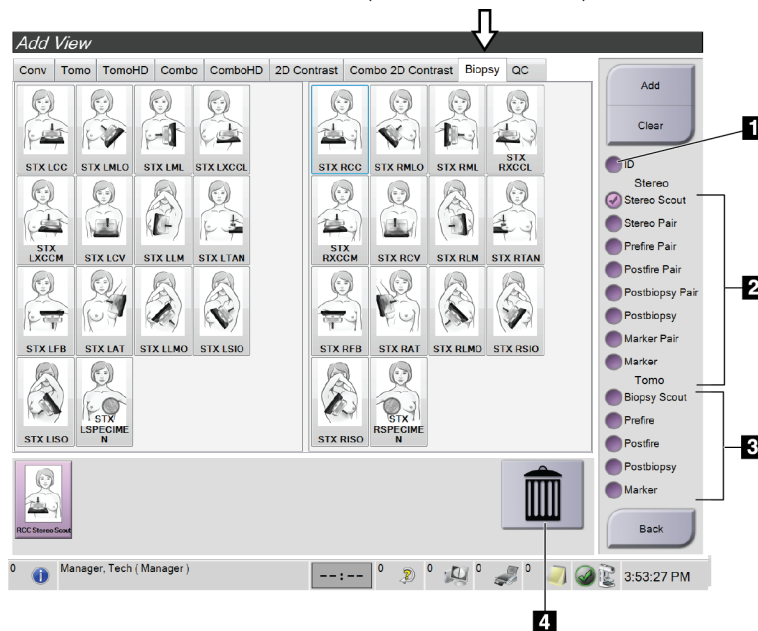 Add View
Conv Tomo TomoHD Combo ComboHD 2D Contrast Combo 2D Contrast Biopsy QC
Add
Clear
1
ID
Stereo
Stereo Scout
Stereo Pair
Prefire Pair
Postfire Pair
Postbiopsy Pair
Postbiopsy
Marker Pair
Marker
2
Tomo
Biopsy Scout
Prefire
Postfire
Postbiopsy
Marker
3
Back
STX LCC STX LMLO STX LML STX LXCCL
STX
LXCCM STX LCV STX LLM STX LTAN
STX LFB STX LAT STX LLMO STX LSIO
STX LISO STX
LSPECIME
N
STX RCC STX RMLO STX RML STX
RXCCL
STX
RXCCM STX RCV STX RLM STX RTAN
STX RFB STX RAT STX RLMO STX RSIO
STX RISO STX
RSPECIME
N
RCC Stereo Scout
0 Manager, Tech ( Manager ) --:-- 0 0 0 0 3:53:27 PM
4